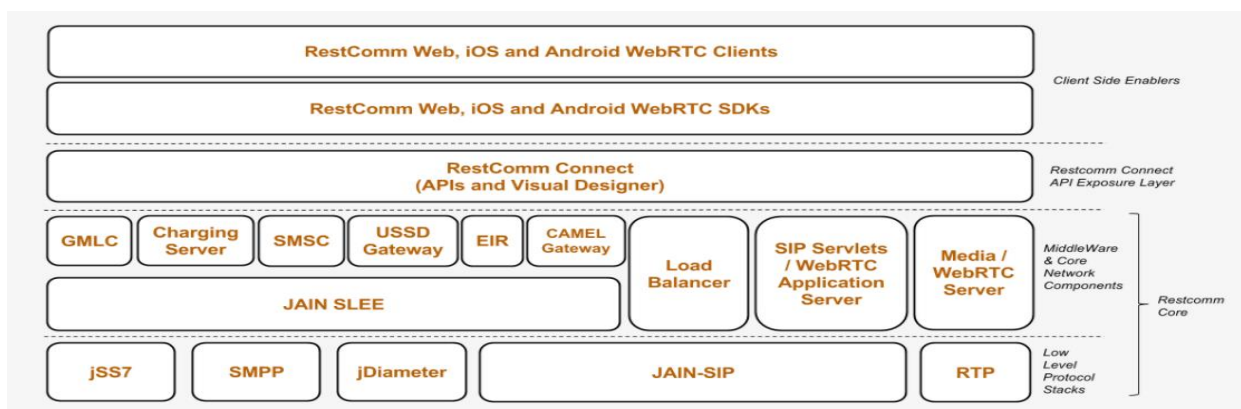 RestComm Web, iOS and Android WebRTC Clients
Client Side Enablers
RestComm Web, iOS and Android WebRTC SDKs
RestComm Connect
(APIs and Visual Designer)
Restcomm Connect
API Exposure Layer
GMLC
Charging
Server
SMSC
USSD
Gateway
EIR
CAMEL
Gateway
Load
Balancer
SIP Servlets
/ WebRTC
Application
Server
Media /
WebRTC
Server
MiddleWare
& Core
Network
Components
JAIN SLEE
Restcomm
Core
jSS7
SMPP
jDiameter
JAIN-SIP
RTP
Low
Level
Protocol
Stacks